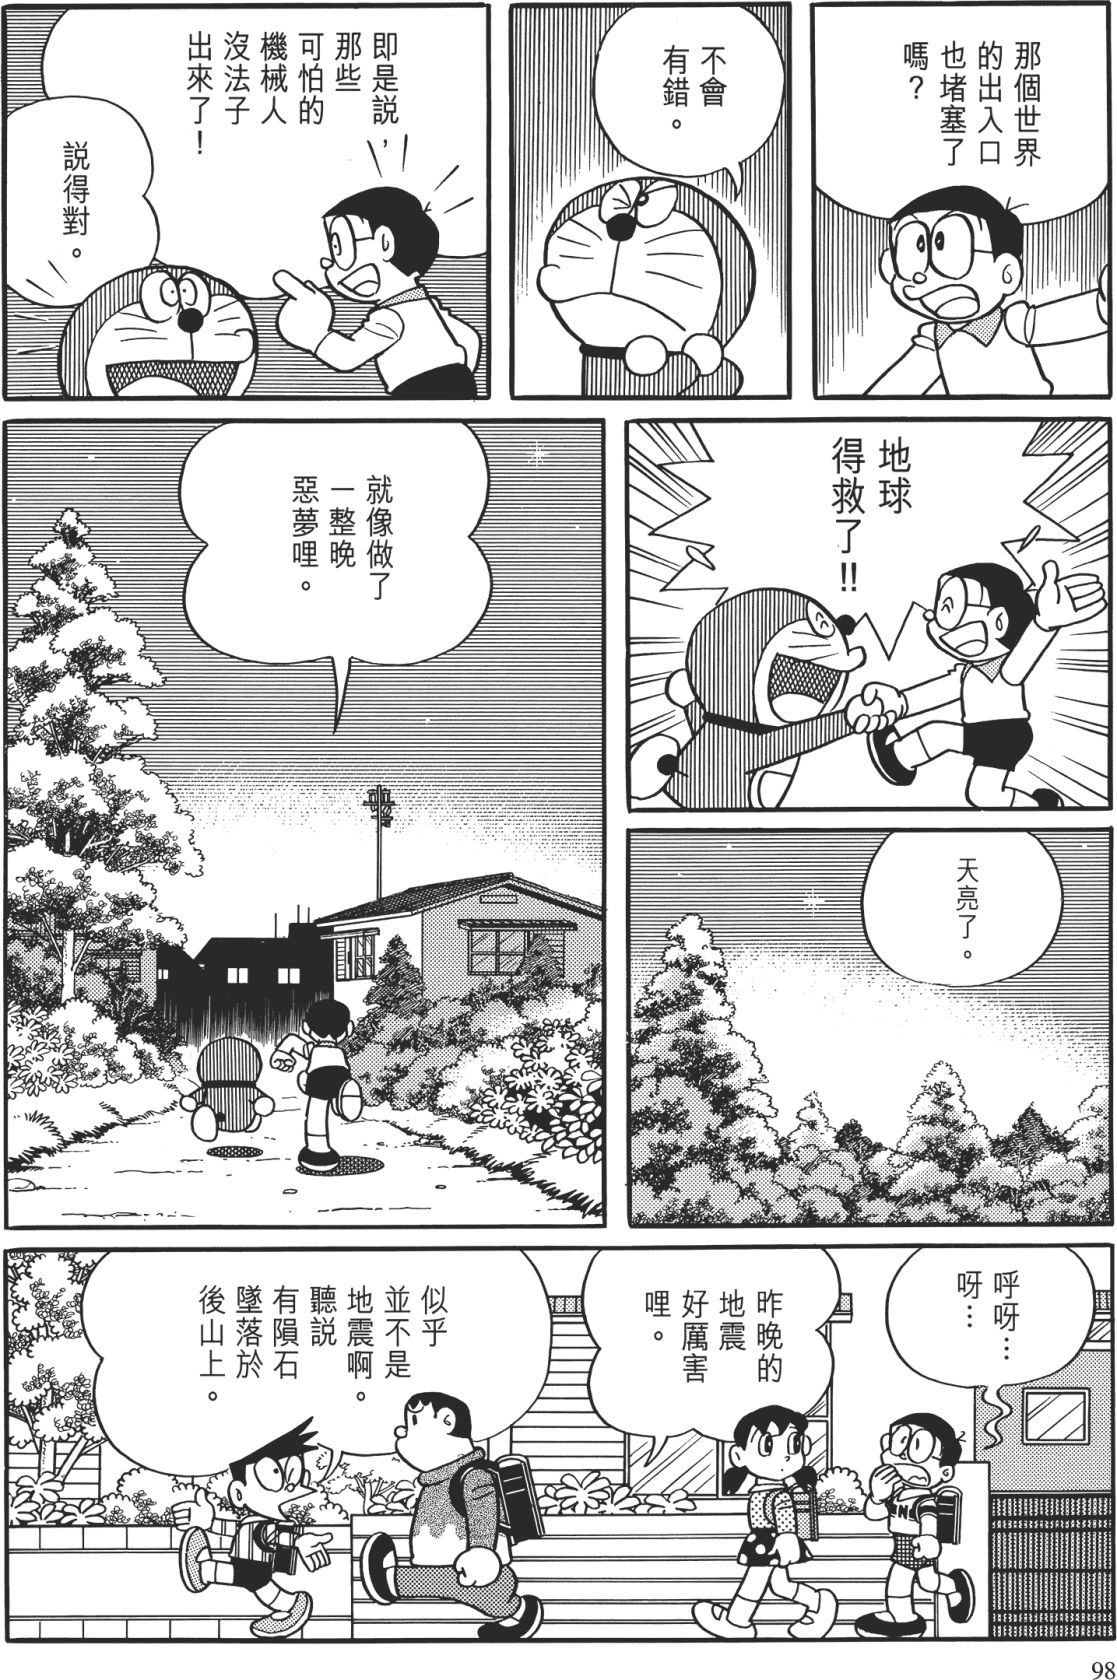 那個世界
的出入口
也堵塞了
嗎？
不會
有錯。
即是説，
那些
可怕的
機械人
沒法子
出來了！
説得對。
地球
得救了!!
天亮了。
就像做了
一整晚
惡夢哩。
呼呀…
呀…
昨晚的
地震
好厲害
哩。
似乎
並不是
地震啊。
聽説
有隕石
墜落於
後山上。
98